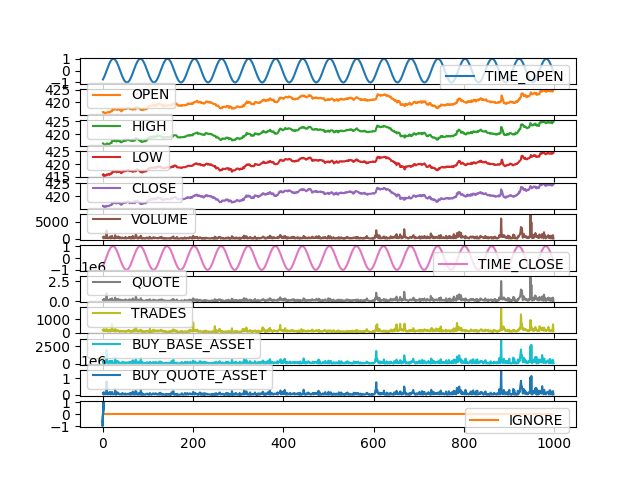 1
0
−1
TIME_OPEN
425
420
OPEN
425
420
HIGH
425
420
415
LOW
425
420
CLOSE
5000
0
VOLUME
1
0
−1
TIME_CLOSE
1e6
2.5
0.0
QUOTE
1000
0
TRADES
2500
0
BUY_BASE_ASSET
1e6
1
0
BUY_QUOTE_ASSET
1
0
−1
IGNORE
0 200 400 600 800 1000